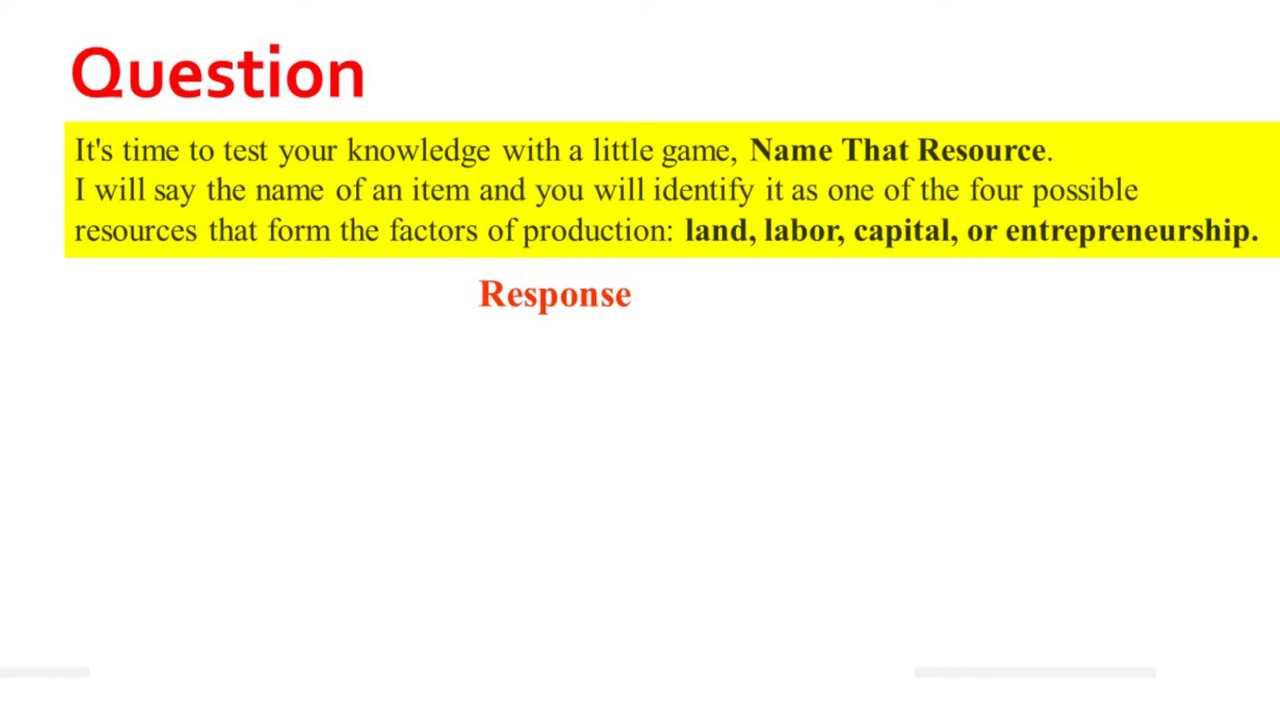 Question
It's time to test your knowledge with a little game, Name That Resource.
I will say the name of an item and you will identify it as one of the four possible
resources that form the factors of production: land, labor, capital, or entrepreneurship.
Response